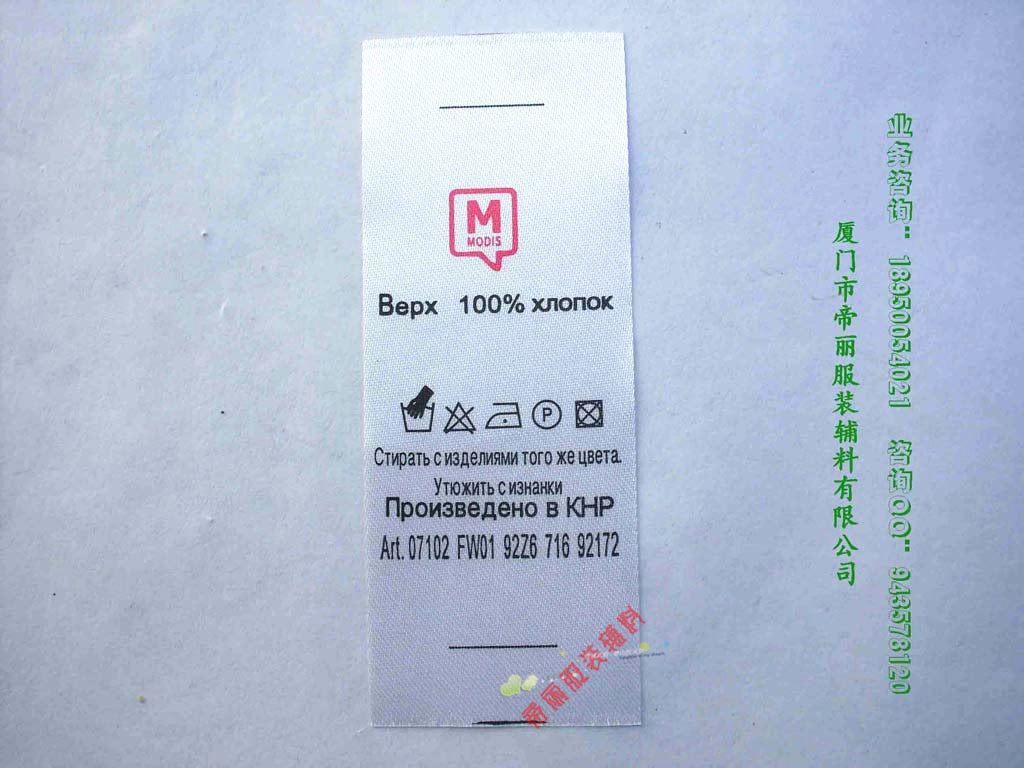 M
MODIS
Верх 100% хлопок
P
Стирать с изделиями того же цвета.
Утюжить с изнанки
Произведено в КНР
Art. 07102 FW01 92Z6 716 92172
帝丽服装辅料
业务咨询：18950054021 咨询QQ：943578120
厦门市帝丽服装辅料有限公司